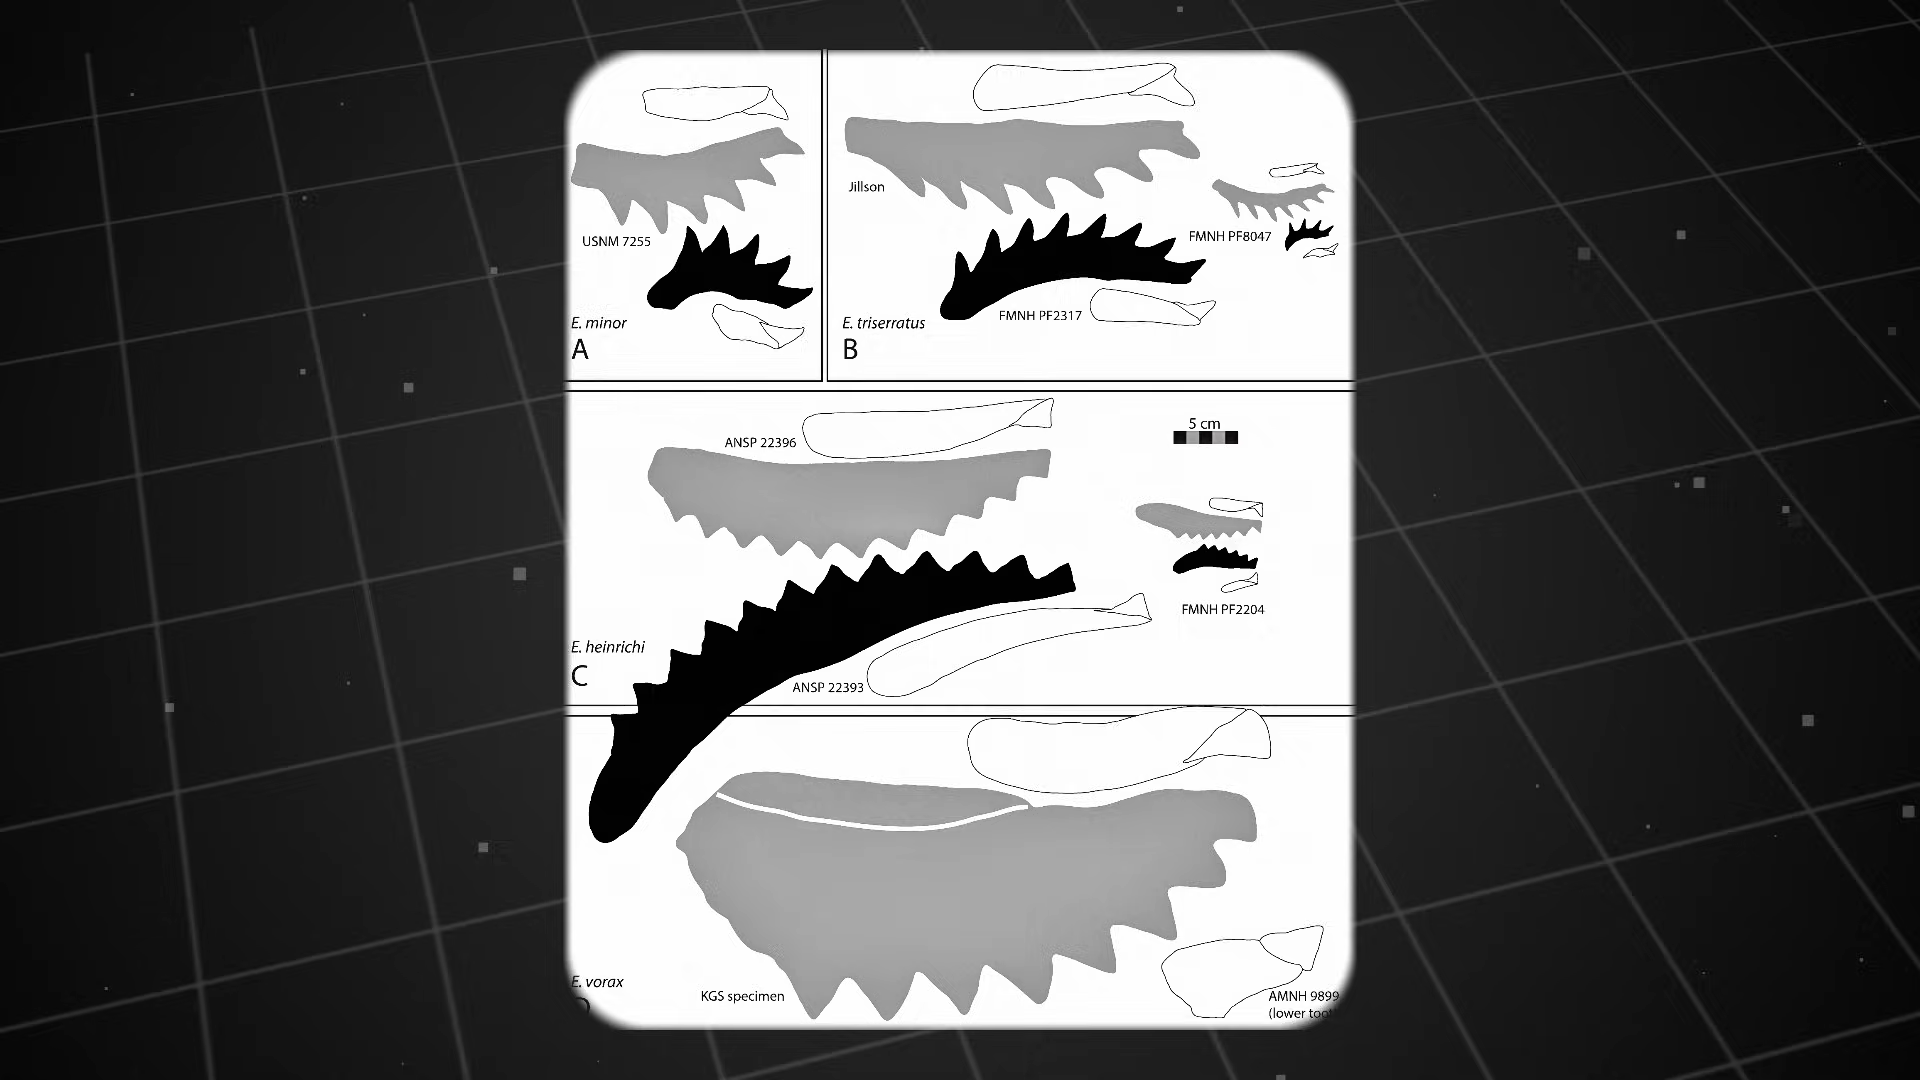 USNM 7255
E. minor
A
Jillson
FMNH PF8047
FMNH PF2317
E. triserratus
B
ANSP 22396
5 cm
FMNH PF2204
E. heinrichi
C
ANSP 22393
E. vorax
KGS specimen
AMNH 9899
(lower